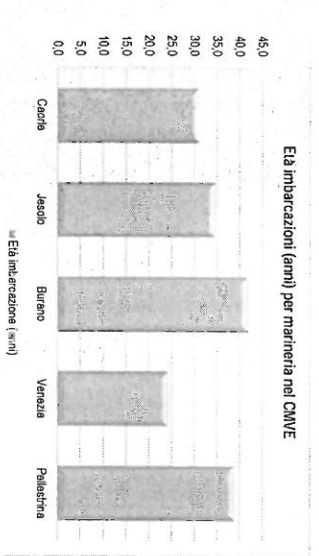 Età imbarcazioni (anni) per marineria nel CMVE
45,0
40,0
35,0
30,0
25,0
20,0
15,0
10,0
5,0
0,0
Caorle
Jesolo
Burano
Venezia
Pellestrina
Età imbarcazione (anni)